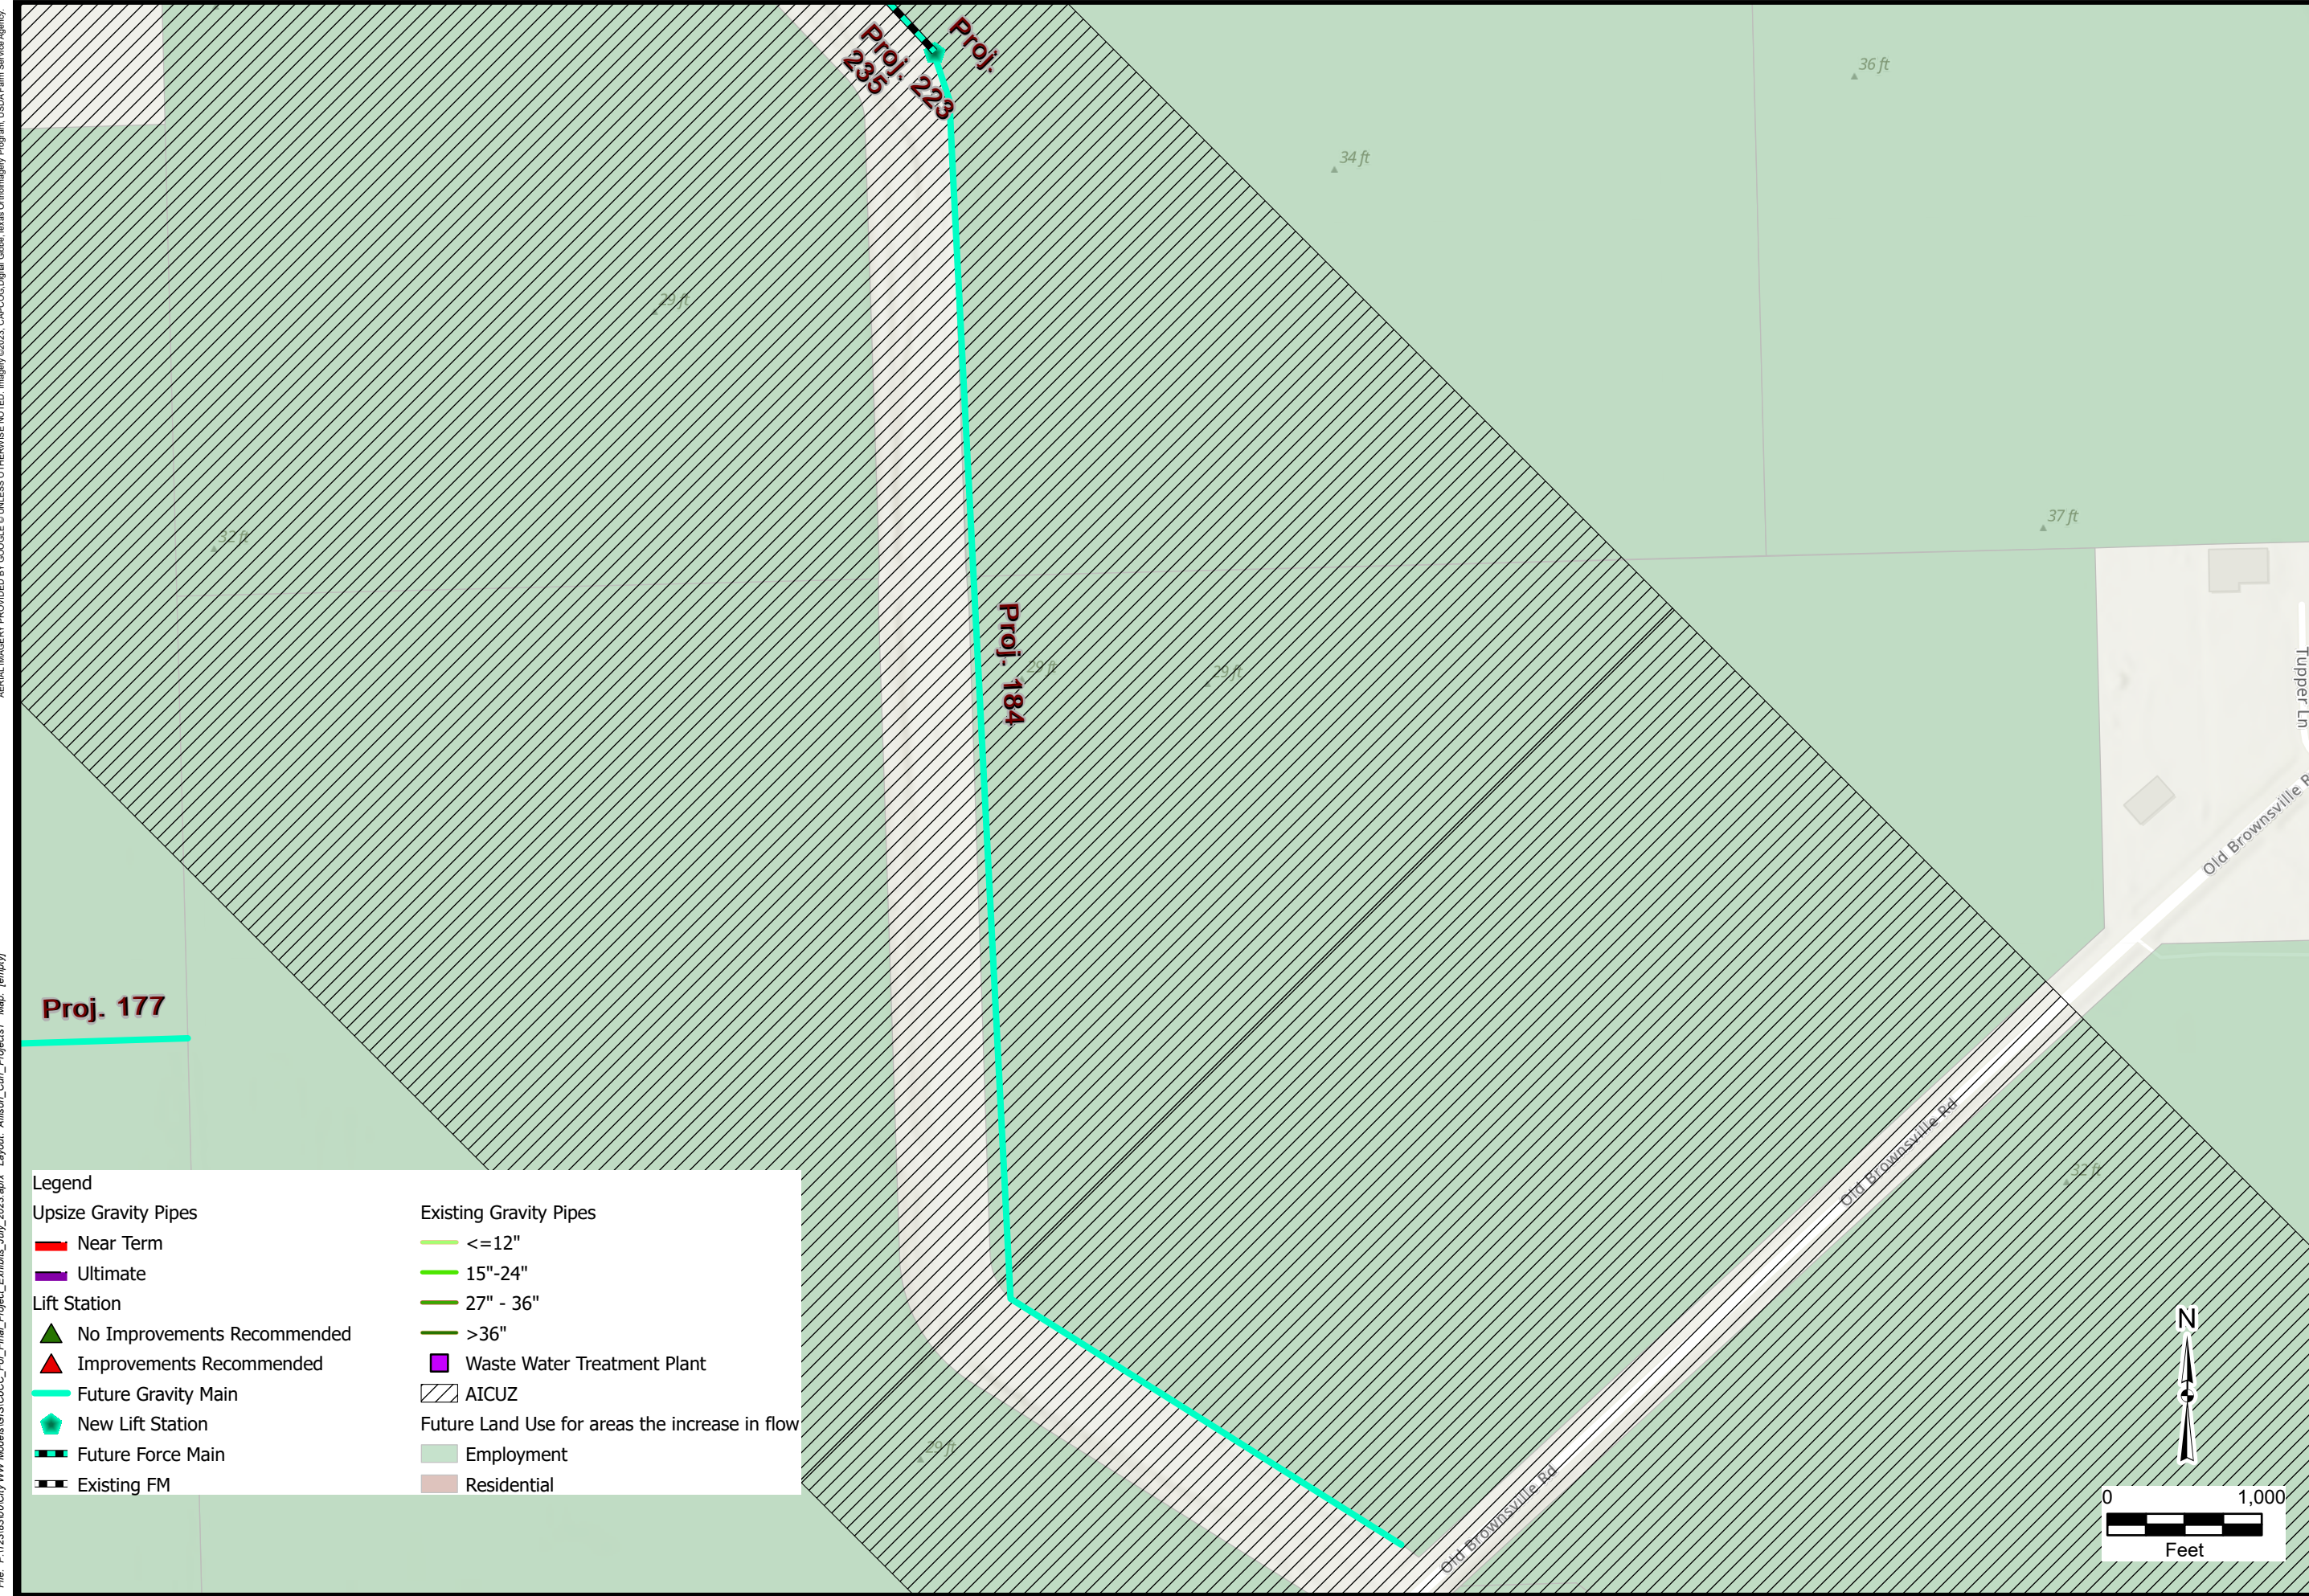 Proj.
Proj. 223
235
36 ft
34 ft
29 ft
32 ft
37 ft
Proj. 184
29 ft
29 ft
Tupper Ln
Old Brownsville
Proj. 177
Old Brownsville Rd
32 ft
29 ft
Old Brownsville Rd
Legend
Upsize Gravity Pipes
Near Term
Ultimate
Lift Station
No Improvements Recommended
Improvements Recommended
Future Gravity Main
New Lift Station
Future Force Main
Existing FM
Existing Gravity Pipes
<=12"
15"-24"
27" - 36"
>36"
Waste Water Treatment Plant
AICUZ
Future Land Use for areas the increase in flow
Employment
Residential
N
0 1,000
Feet